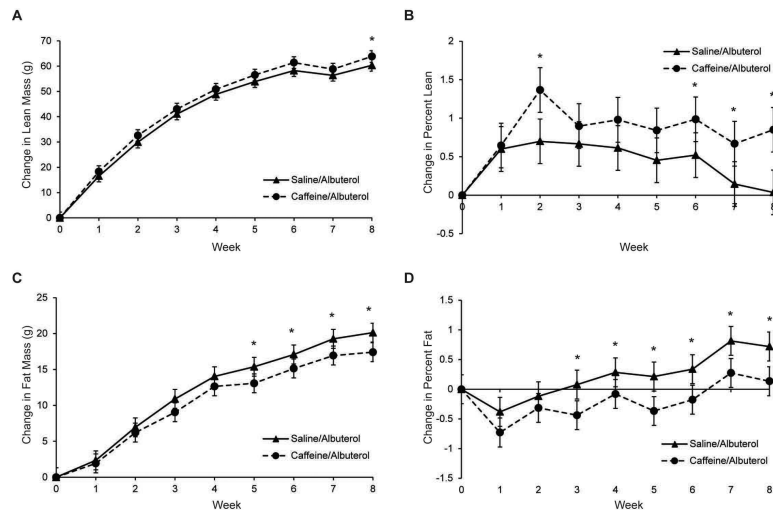 A
Change in Lean Mass (g)
70
60
50
40
30
20
10
0
*
Saline/Albuterol
Caffeine/Albuterol
0 1 2 3 4 5 6 7 8
Week
B
Change in Percent Lean
2
1.5
1
0.5
0
-0.5
* * * *
Saline/Albuterol
Caffeine/Albuterol
0 1 2 3 4 5 6 7 8
Week
C
Change in Fat Mass (g)
25
20
15
10
5
0
* * * *
Saline/Albuterol
Caffeine/Albuterol
0 1 2 3 4 5 6 7 8
Week
D
Change in Percent Fat
1.5
1
0.5
0
-0.5
-1
-1.5
* * * * * *
Saline/Albuterol
Caffeine/Albuterol
0 1 2 3 4 5 6 7 8
Week